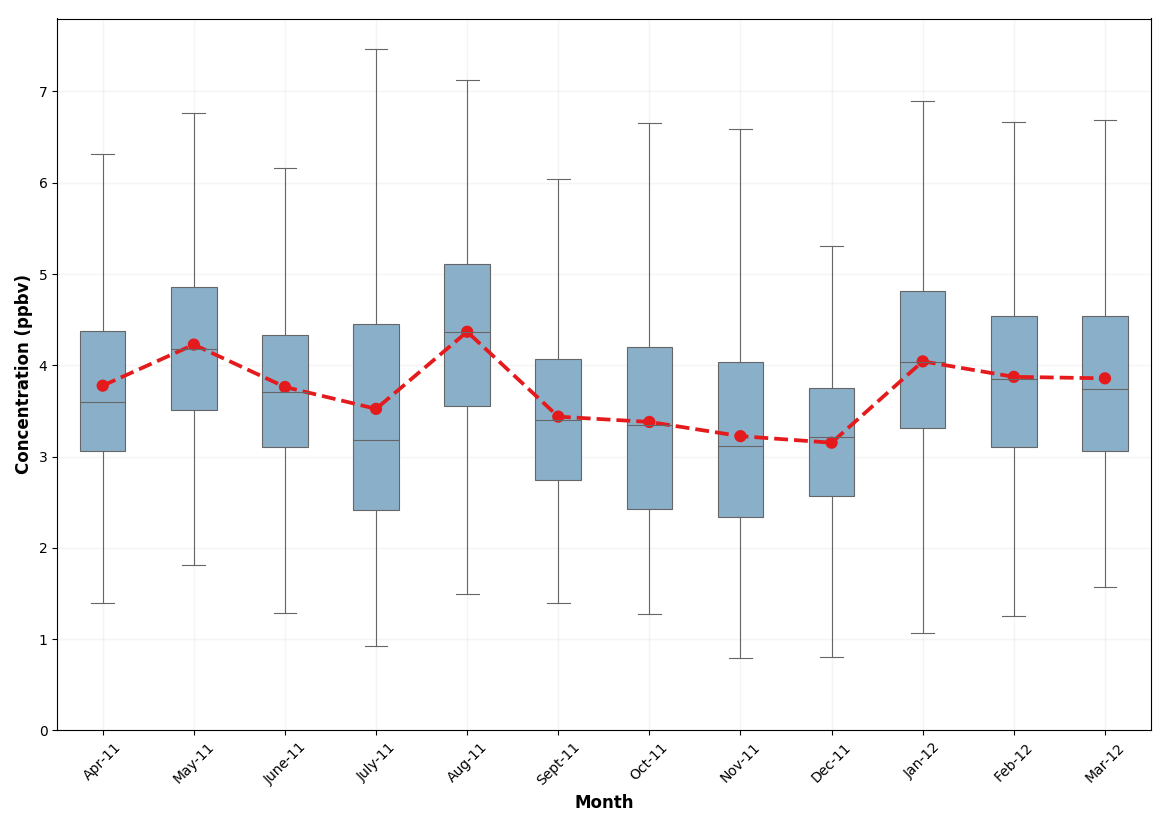 Concentration (ppbv)
7
6
5
4
3
2
1
0
Apr-11
May-11
June-11
July-11
Aug-11
Sept-11
Oct-11
Nov-11
Dec-11
Jan-12
Feb-12
Mar-12
Month